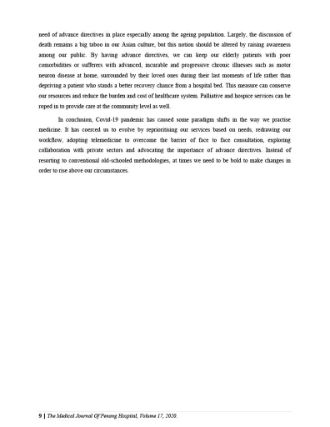 need of advance directives in place especially among the ageing population. Largely, the discussion of
death remains a big taboo in our Asian culture, but this notion should be altered by raising awareness
among our public. By having advance directives, we can keep our elderly patients with poor
comorbidities or sufferers with advanced, incurable and progressive chronic illnesses such as motor
neuron disease at home, surrounded by their loved ones during their last moments of life rather than
depriving a patient who stands a better recovery chance from a hospital bed. This measure can conserve
our resources and reduce the burden and cost of healthcare system. Palliative and hospice services can be
roped in to provide care at the community level as well.
In conclusion, Covid-19 pandemic has caused some paradigm shifts in the way we practise
medicine. It has coerced us to evolve by reprioritising our services based on needs, redrawing our
workflow, adopting telemedicine to overcome the barrier of face to face consultation, exploring
collaboration with private sectors and advocating the importance of advance directives. Instead of
resorting to conventional old-schooled methodologies, at times we need to be bold to make changes in
order to rise above our circumstances.
9 | The Medical Journal Of Penang Hospital, Volume 17, 2020.